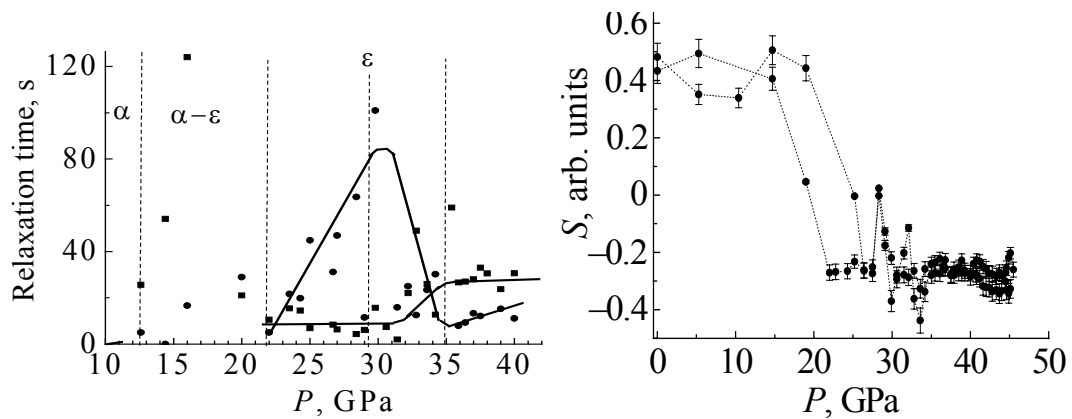 120
80
40
0
Relaxation time, s
α
α−ε
ε
10 15 20 25 30 35 40
P, GPa
0.6
0.4
0.2
0
−0.2
−0.4
S, arb. units
0 10 20 30 40 50
P, GPa